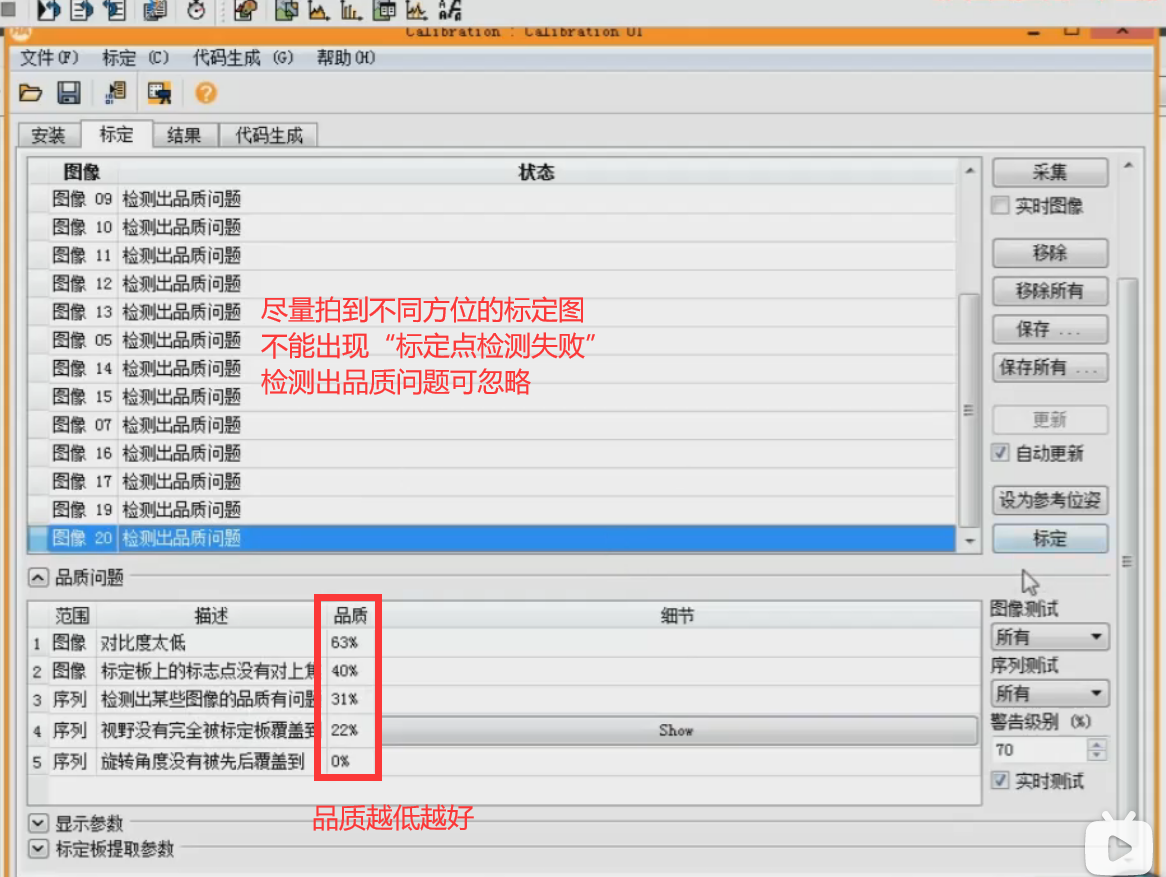 Calibration : Calibration UI
文件(F) 标定 (C) 代码生成 (G) 帮助(H)
安装 标定 结果 代码生成
图像 状态
图像 09 检测出品质问题
图像 10 检测出品质问题
图像 11 检测出品质问题
图像 12 检测出品质问题
图像 13 检测出品质问题
图像 05 检测出品质问题
图像 14 检测出品质问题
图像 15 检测出品质问题
图像 07 检测出品质问题
图像 16 检测出品质问题
图像 17 检测出品质问题
图像 19 检测出品质问题
图像 20 检测出品质问题
尽量拍到不同方位的标定图
不能出现“标定点检测失败”
检测出品质问题可忽略
采集
实时图像
移除
移除所有
保存 ...
保存所有 ...
更新
自动更新
设为参考位姿
标定
品质问题
范围 描述 品质 细节
1 图像 对比度太低 63%
2 图像 标定板上的标志点没有对上焦 40%
3 序列 检测出某些图像的品质有问题 31%
4 序列 视野没有完全被标定板覆盖到 22% Show
5 序列 旋转角度没有被先后覆盖到 0%
图像测试
所有
序列测试
所有
警告级别 (%)
70
实时测试
品质越低越好
显示参数
标定板提取参数